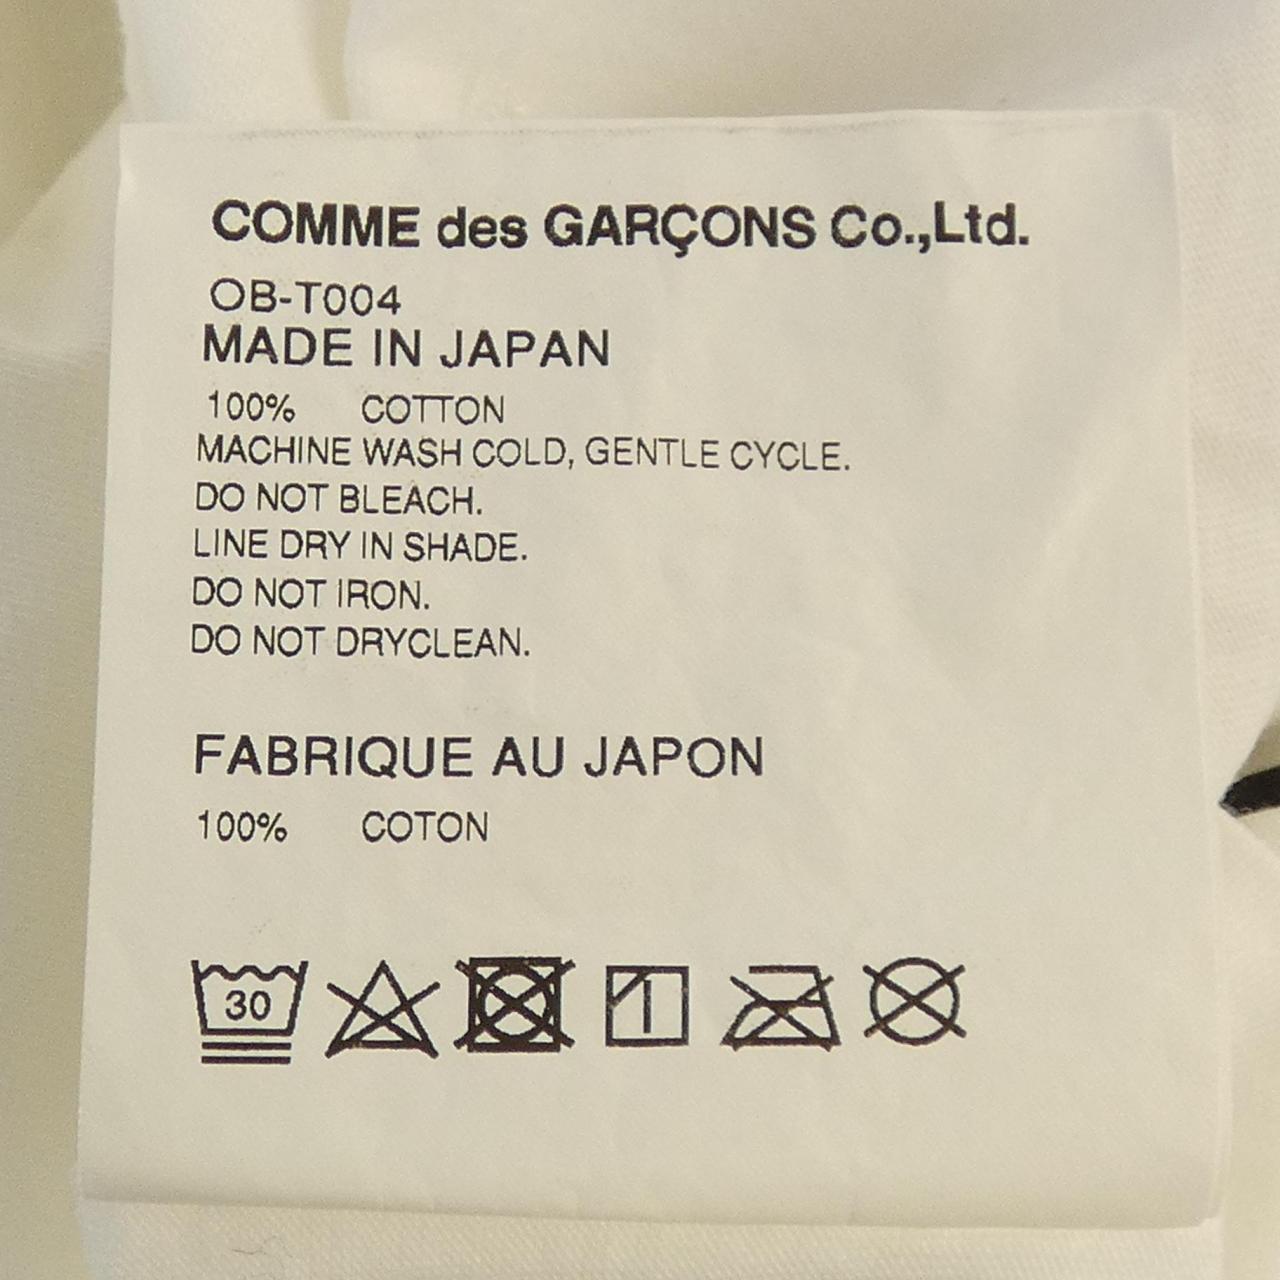 COMME des GARÇONS Co.,Ltd.
OB-T004
MADE IN JAPAN
100% COTTON
MACHINE WASH COLD, GENTLE CYCLE.
DO NOT BLEACH.
LINE DRY IN SHADE.
DO NOT IRON.
DO NOT DRYCLEAN.
FABRIQUE AU JAPON
100% COTON
30